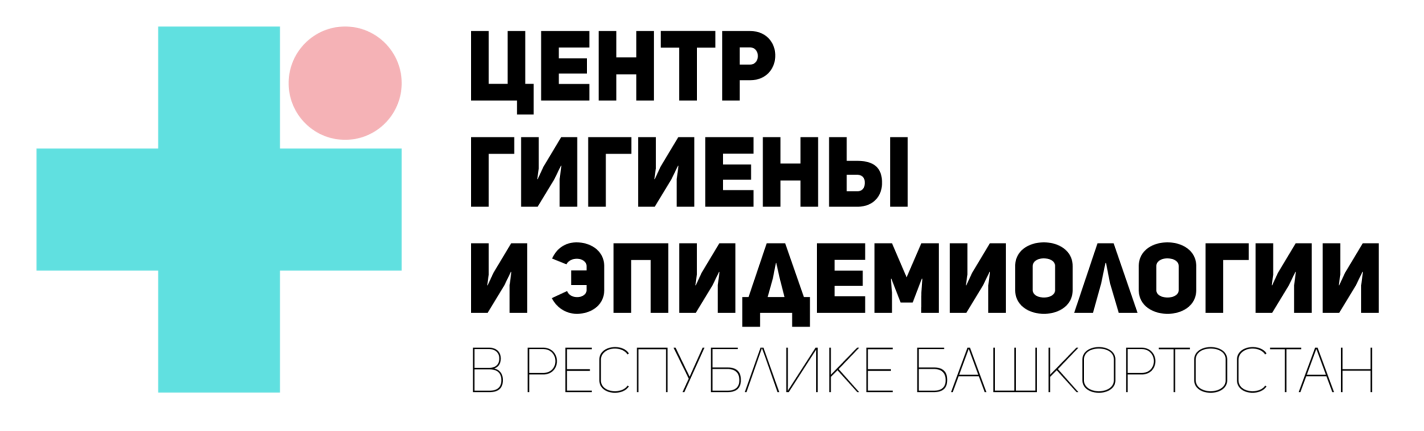 ЦЕНТР
ГИГИЕНЫ
И ЭПИДЕМИОЛОГИИ
В РЕСПУБЛИКЕ БАШКОРТОСТАН